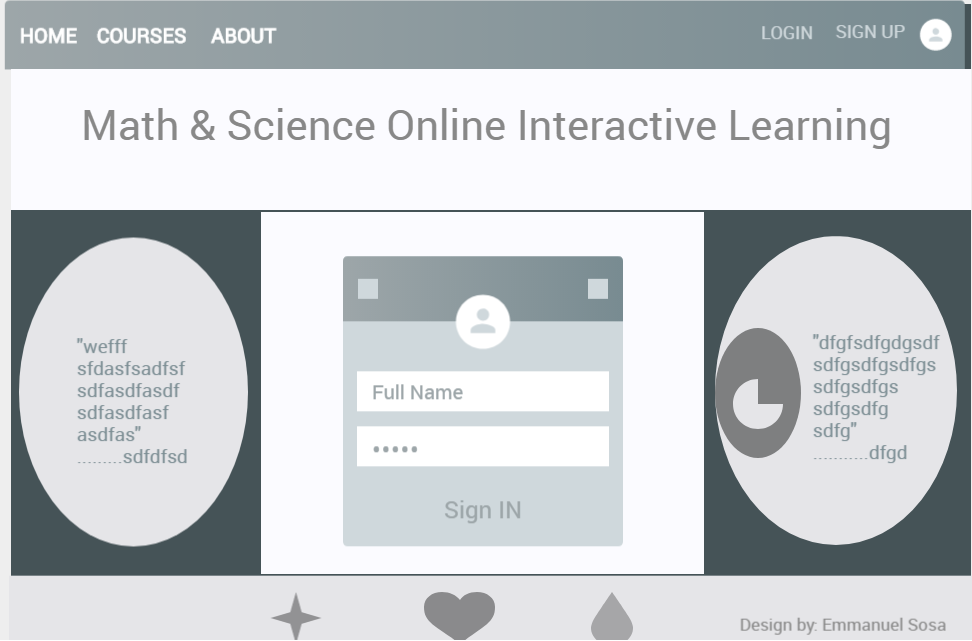 HOME COURSES ABOUT LOGIN SIGN UP
Math & Science Online Interactive Learning
"wefff
sfdasfsadfsf
sdfasdfasdf
sdfasdfasf
asdfas"
.........sdfdfsd
Full Name
•••••
Sign IN
"dfgfsdfgdgsdf
sdfgsdfgsdfgs
sdfgsdfgs
sdfgsdfg
sdfg"
...........dfgd
Design by: Emmanuel Sosa